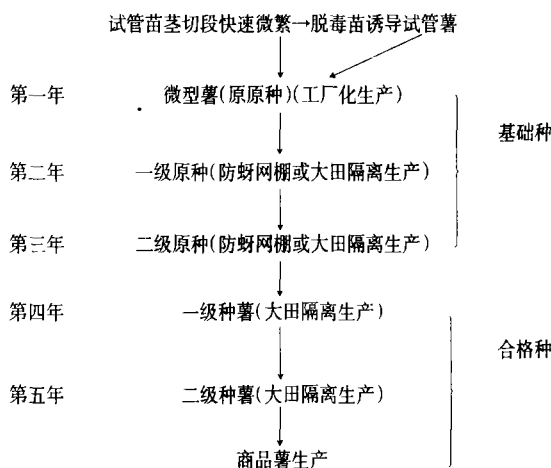 试管苗茎切段快速微繁→脱毒苗诱导试管薯
第一年 微型薯(原原种)(工厂化生产)
基础种
第二年 一级原种(防蚜网棚或大田隔离生产)
第三年 二级原种(防蚜网棚或大田隔离生产)
第四年 一级种薯(大田隔离生产)
合格种
第五年 二级种薯(大田隔离生产)
商品薯生产